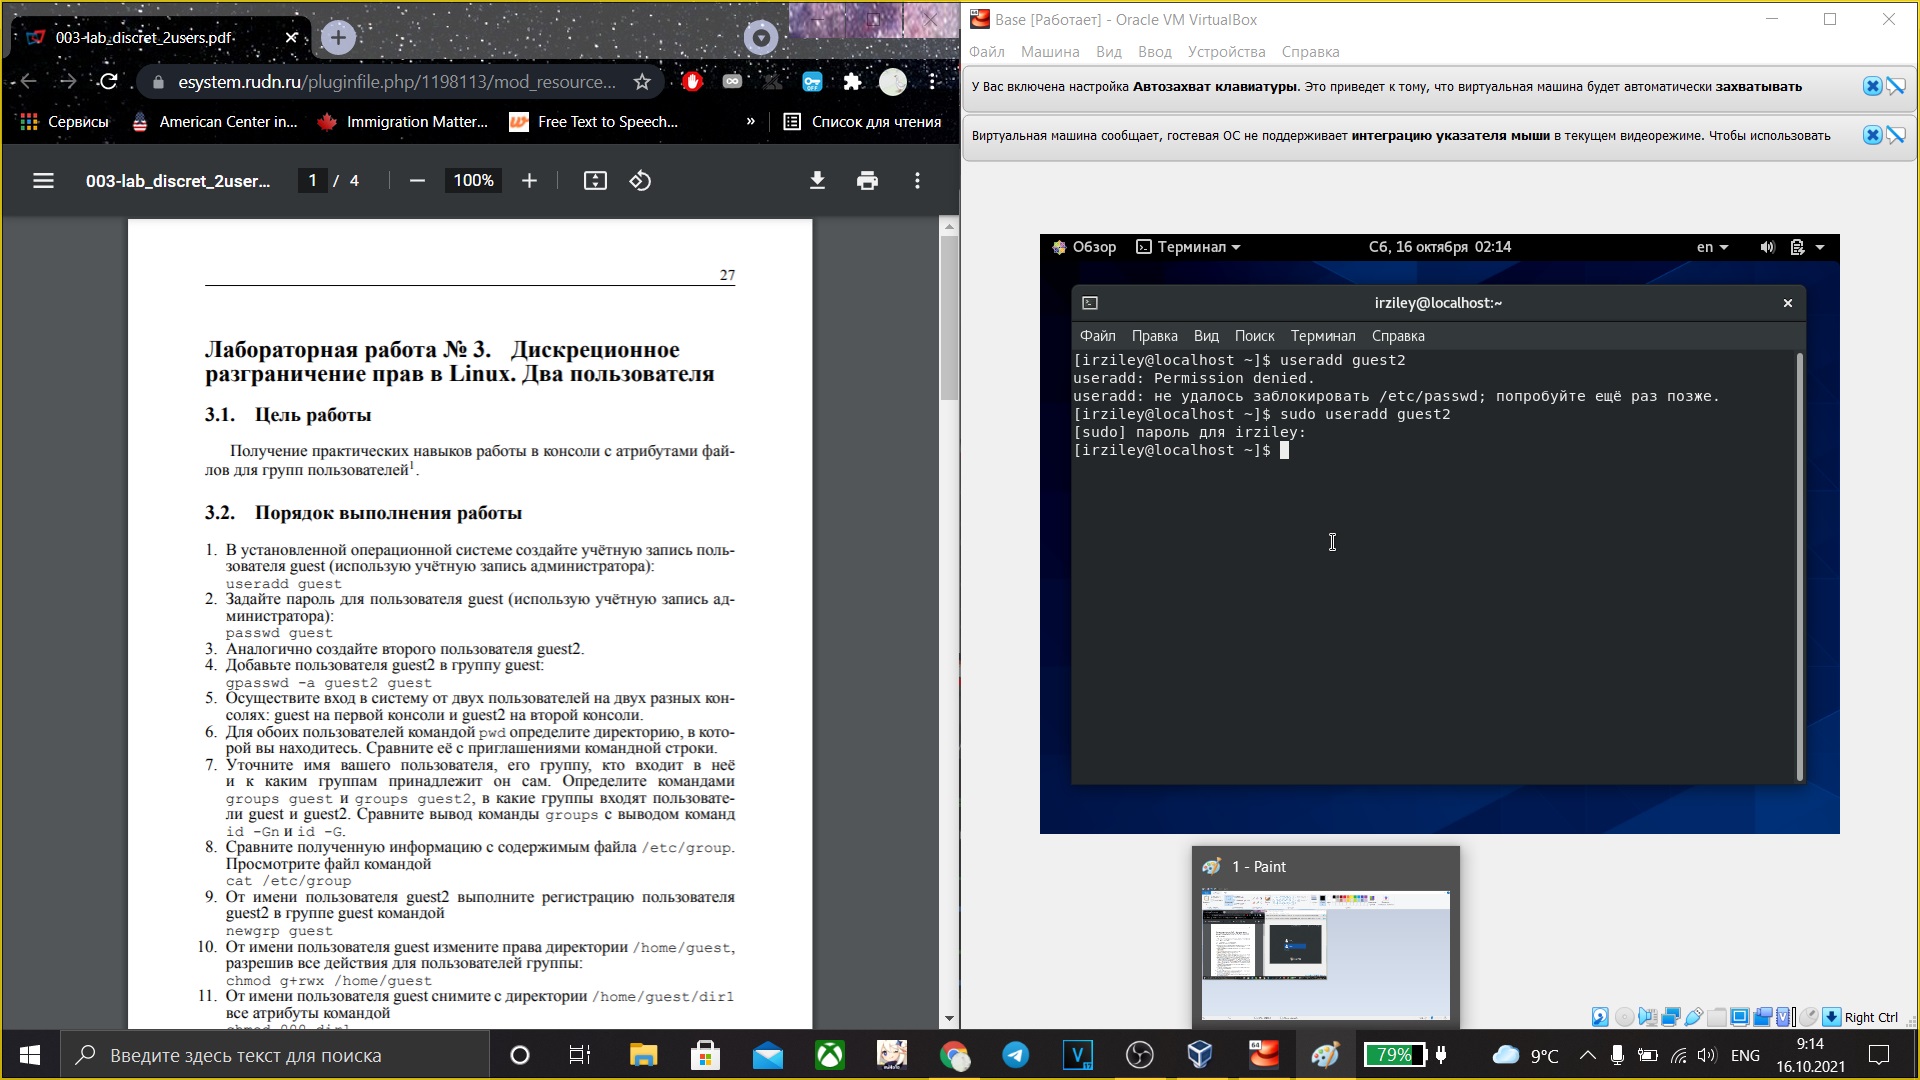 003-lab_discret_2users.pdf
esystem.rudn.ru/pluginfile.php/1198113/mod_resource...
Сервисы
American Center in...
Immigration Matter...
Free Text to Speech...
»
Список для чтения
003-lab_discret_2user...
1 / 4
100%
27
Лабораторная работа № 3. Дискреционное
разграничение прав в Linux. Два пользователя
3.1. Цель работы
Получение практических навыков работы в консоли с атрибутами фай-
лов для групп пользователей1.
3.2. Порядок выполнения работы
1. В установленной операционной системе создайте учётную запись поль-
зователя guest (использую учётную запись администратора):
useradd guest
2. Задайте пароль для пользователя guest (использую учётную запись ад-
министратора):
passwd guest
3. Аналогично создайте второго пользователя guest2.
4. Добавьте пользователя guest2 в группу guest:
gpasswd -a guest2 guest
5. Осуществите вход в систему от двух пользователей на двух разных кон-
солях: guest на первой консоли и guest2 на второй консоли.
6. Для обоих пользователей командой pwd определите директорию, в кото-
рой вы находитесь. Сравните её с приглашениями командной строки.
7. Уточните имя вашего пользователя, его группу, кто входит в неё
и к каким группам принадлежит он сам. Определите командами
groups guest и groups guest2, в какие группы входят пользовате-
ли guest и guest2. Сравните вывод команды groups с выводом команд
id -Gn и id -G.
8. Сравните полученную информацию с содержимым файла /etc/group.
Просмотрите файл командой
cat /etc/group
9. От имени пользователя guest2 выполните регистрацию пользователя
guest2 в группе guest командой
newgrp guest
10. От имени пользователя guest измените права директории /home/guest,
разрешив все действия для пользователей группы:
chmod g+rwx /home/guest
11. От имени пользователя guest снимите с директории /home/guest/dir1
все атрибуты командой
chmod 000 dir1
Base [Работает] - Oracle VM VirtualBox
Файл Машина Вид Ввод Устройства Справка
У Вас включена настройка Автозахват клавиатуры. Это приведет к тому, что виртуальная машина будет автоматически захватывать
Виртуальная машина сообщает, гостевая ОС не поддерживает интеграцию указателя мыши в текущем видеорежиме. Чтобы использовать
Обзор Терминал Сб, 16 октября 02:14 en
irziley@localhost:~
Файл Правка Вид Поиск Терминал Справка
[irziley@localhost ~]$ useradd guest2
useradd: Permission denied.
useradd: не удалось заблокировать /etc/passwd; попробуйте ещё раз позже.
[irziley@localhost ~]$ sudo useradd guest2
[sudo] пароль для irziley:
[irziley@localhost ~]$
1 - Paint
Right Ctrl
Введите здесь текст для поиска
79%
9°C
ENG
9:14
16.10.2021